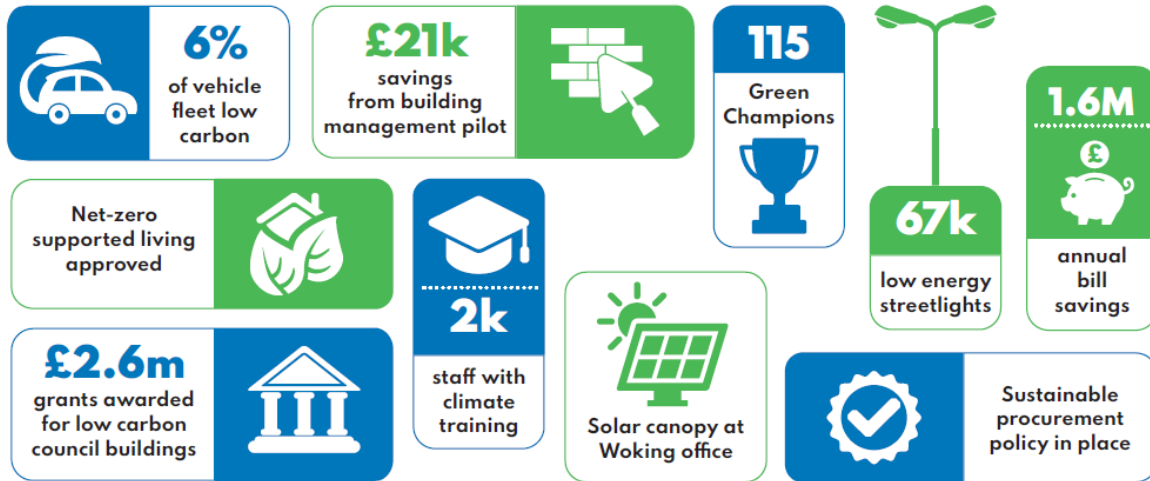 6%
of vehicle
fleet low
carbon
£21k
savings
from building
management pilot
115
Green
Champions
67k
low energy
streetlights
1.6M
£
annual
bill
savings
Net-zero
supported living
approved
2k
staff with
climate
training
£2.6m
grants awarded
for low carbon
council buildings
Solar canopy at
Woking office
Sustainable
procurement
policy in place